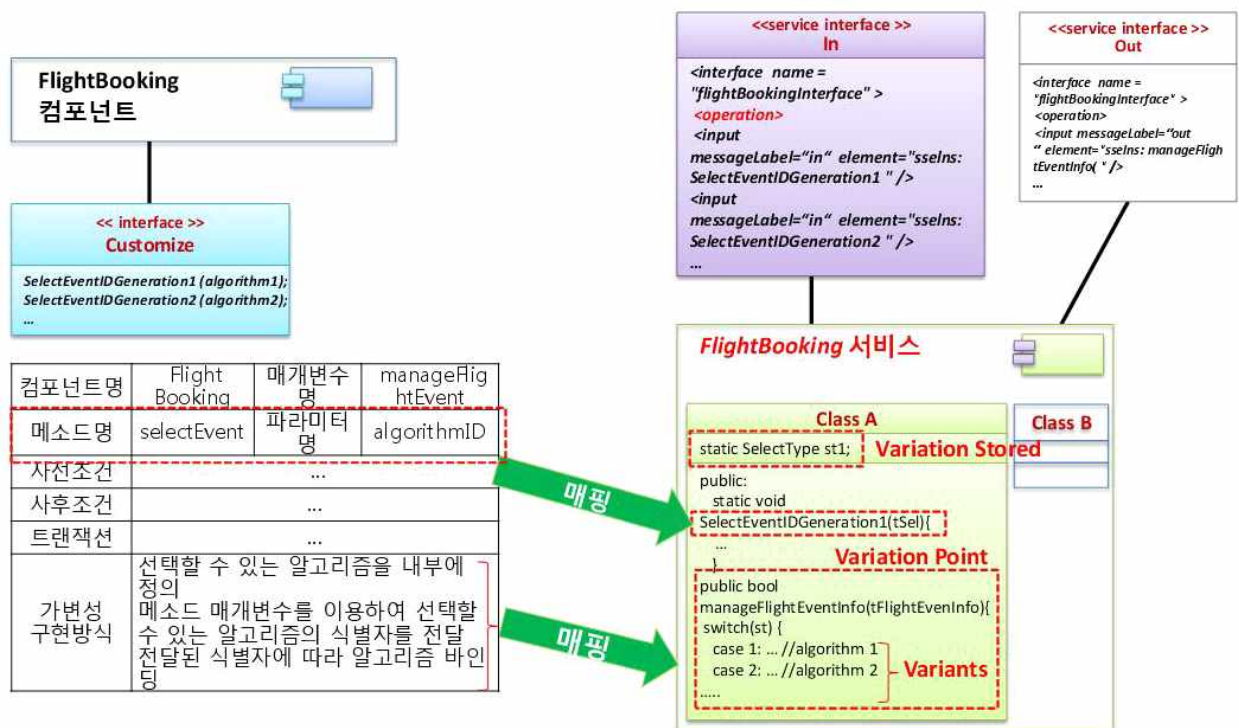 FlightBooking
컴포넌트
<< interface >>
Customize
SelectEventIDGeneration1 (algorithm1);
SelectEventIDGeneration2 (algorithm2);
...
<<service interface >>
In
<interface name =
"flightBookingInterface" >
<operation>
<input
messageLabel=“in“ element="sselns:
SelectEventIDGeneration1 " />
<input
messageLabel=“in“ element="sselns:
SelectEventIDGeneration2 " />
...
<<service interface >>
Out
<interface name =
"flightBookingInterface" >
<operation>
<input messageLabel=“out
“ element="sselns: manageFligh
tEventInfo( " />
...
컴포넌트명
Flight
Booking
매개변수
명
manageFlig
htEvent
메소드명
selectEvent
파라미터
명
algorithmID
사전조건
...
사후조건
...
트랜잭션
...
가변성
구현방식
선택할 수 있는 알고리즘을 내부에
정의
메소드 매개변수를 이용하여 선택할
수 있는 알고리즘의 식별자를 전달
전달된 식별자에 따라 알고리즘 바인
딩
매핑
매핑
FlightBooking 서비스
Class A
static SelectType st1;
Variation Stored
public:
static void
SelectEventIDGeneration1(tSel){
...
}
Variation Point
public bool
manageFlightEventInfo(tFlightEvenInfo){
switch(st) {
case 1: ... //algorithm 1
case 2: ... //algorithm 2
Variants
.....
Class B